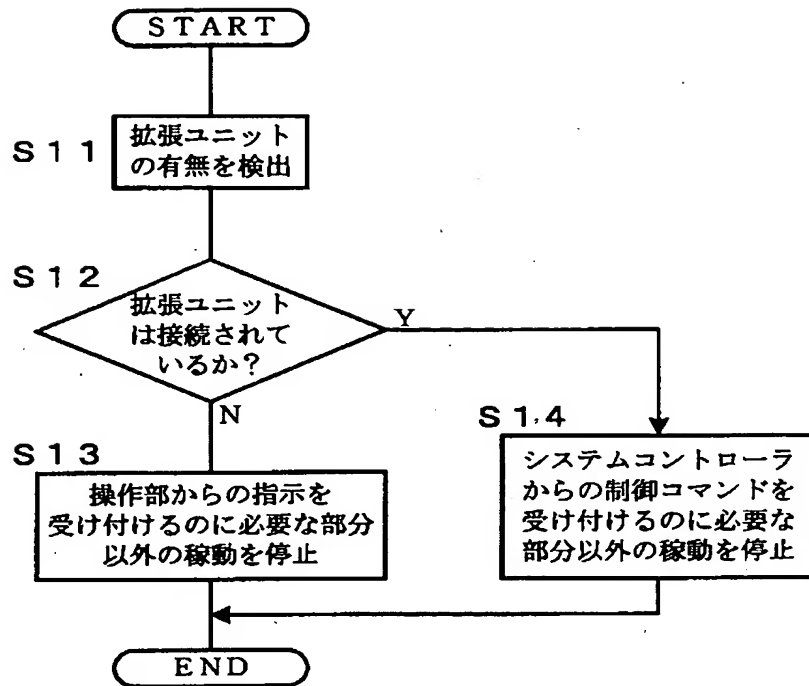 START
S11
拡張ユニット
の有無を検出
S12
拡張ユニット
は接続されて
いるか？
Y
N
S13
操作部からの指示を
受け付けるのに必要な部分
以外の稼動を停止
S14
システムコントローラ
からの制御コマンドを
受け付けるのに必要な
部分以外の稼動を停止
END